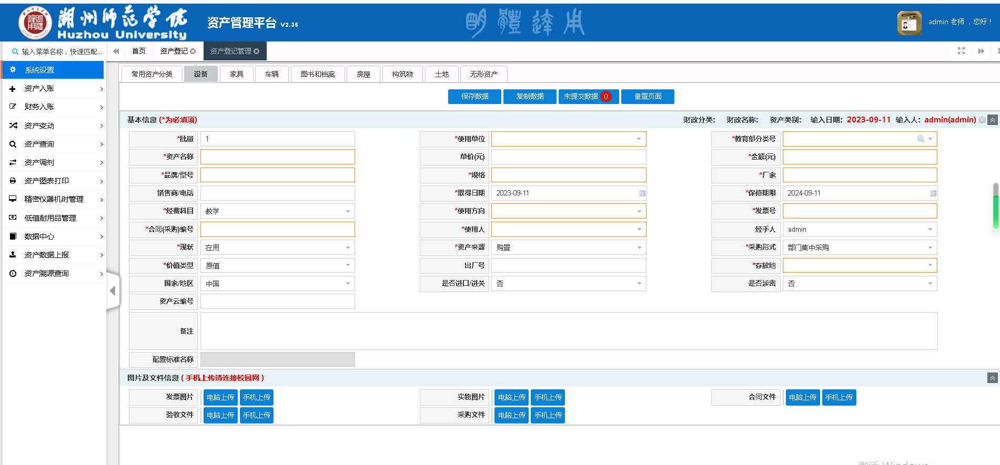 湖州师范学院
Huzhou University
资产管理平台 V2.35
明體達用
admin 老师 ，您好！
输入菜单名称，快速匹配...
首页 资产登记 资产登记管理
系统设置
资产入账
财务入账
资产变动
资产查询
资产调剂
资产图表打印
精密仪器机时管理
低值耐用品管理
数据中心
资产数据上报
资产溯源查询
常用资产分类 设备 家具 车辆 图书和档案 房屋 构筑物 土地 无形资产
保存数据 复制数据 未提交数据 0 重置页面
基本信息 (*为必填项) 财政分类: 财政名称: 资产类别: 输入日期: 2023-09-11 输入人: admin(admin)
*批量 1 *使用单位 *教育部分类号
*资产名称 单价(元) *金额(元)
*品牌/型号 *规格 *厂家
销售商/电话 *取得日期 2023-09-11 *保修期限 2024-09-11
*经费科目 教学 *使用方向 *发票号
*合同(采购)编号 *使用人 经手人 admin
*现状 在用 *资产来源 购置 *采购形式 部门集中采购
*价值类型 原值 出厂号 *存放地
国家/地区 中国 是否进口/进关 否 是否涉密 否
资产云编号
备注
配置标准名称
图片及文件信息 ( 手机上传请连接校园网 )
发票图片 电脑上传 手机上传 实物图片 电脑上传 手机上传 合同文件 电脑上传 手机上传
验收文件 电脑上传 手机上传 采购文件 电脑上传 手机上传
激活 Windows